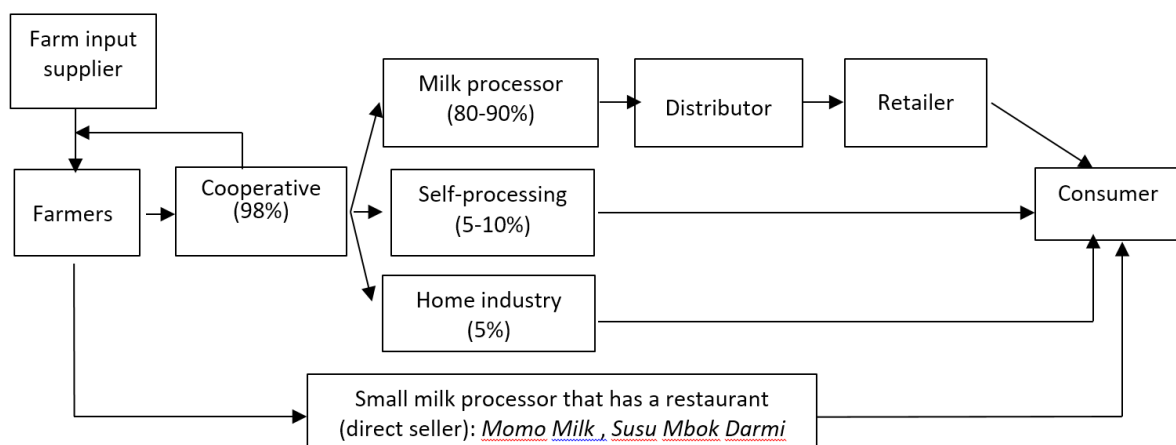 Farm input
supplier
Milk processor
(80-90%)
Distributor
Retailer
Farmers
Cooperative
(98%)
Self-processing
(5-10%)
Consumer
Home industry
(5%)
Small milk processor that has a restaurant
(direct seller): Momo Milk , Susu Mbok Darmi